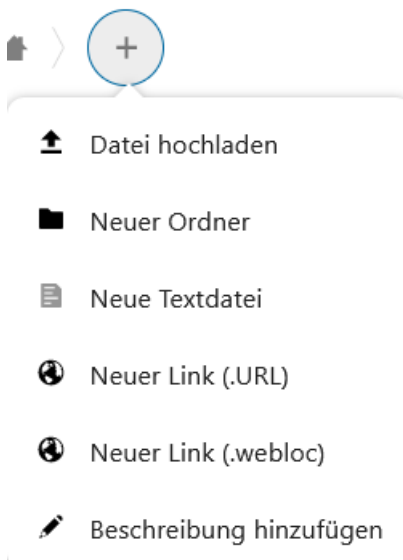 Datei hochladen
Neuer Ordner
Neue Textdatei
Neuer Link (.URL)
Neuer Link (.webloc)
Beschreibung hinzufügen